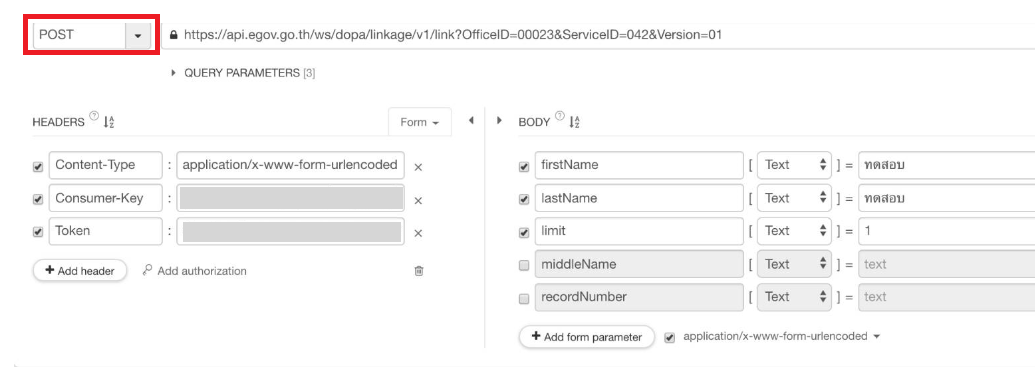 POST https://api.egov.go.th/ws/dopa/linkage/v1/link?OfficeID=00023&ServiceID=042&Version=01
QUERY PARAMETERS [3]
HEADERS ? Form
Content-Type : application/x-www-form-urlencoded ×
Consumer-Key : ×
Token : ×
+ Add header Add authorization
BODY ?
firstName [ Text ] = ทดสอบ
lastName [ Text ] = ทดสอบ
limit [ Text ] = 1
middleName [ Text ] = text
recordNumber [ Text ] = text
+ Add form parameter application/x-www-form-urlencoded